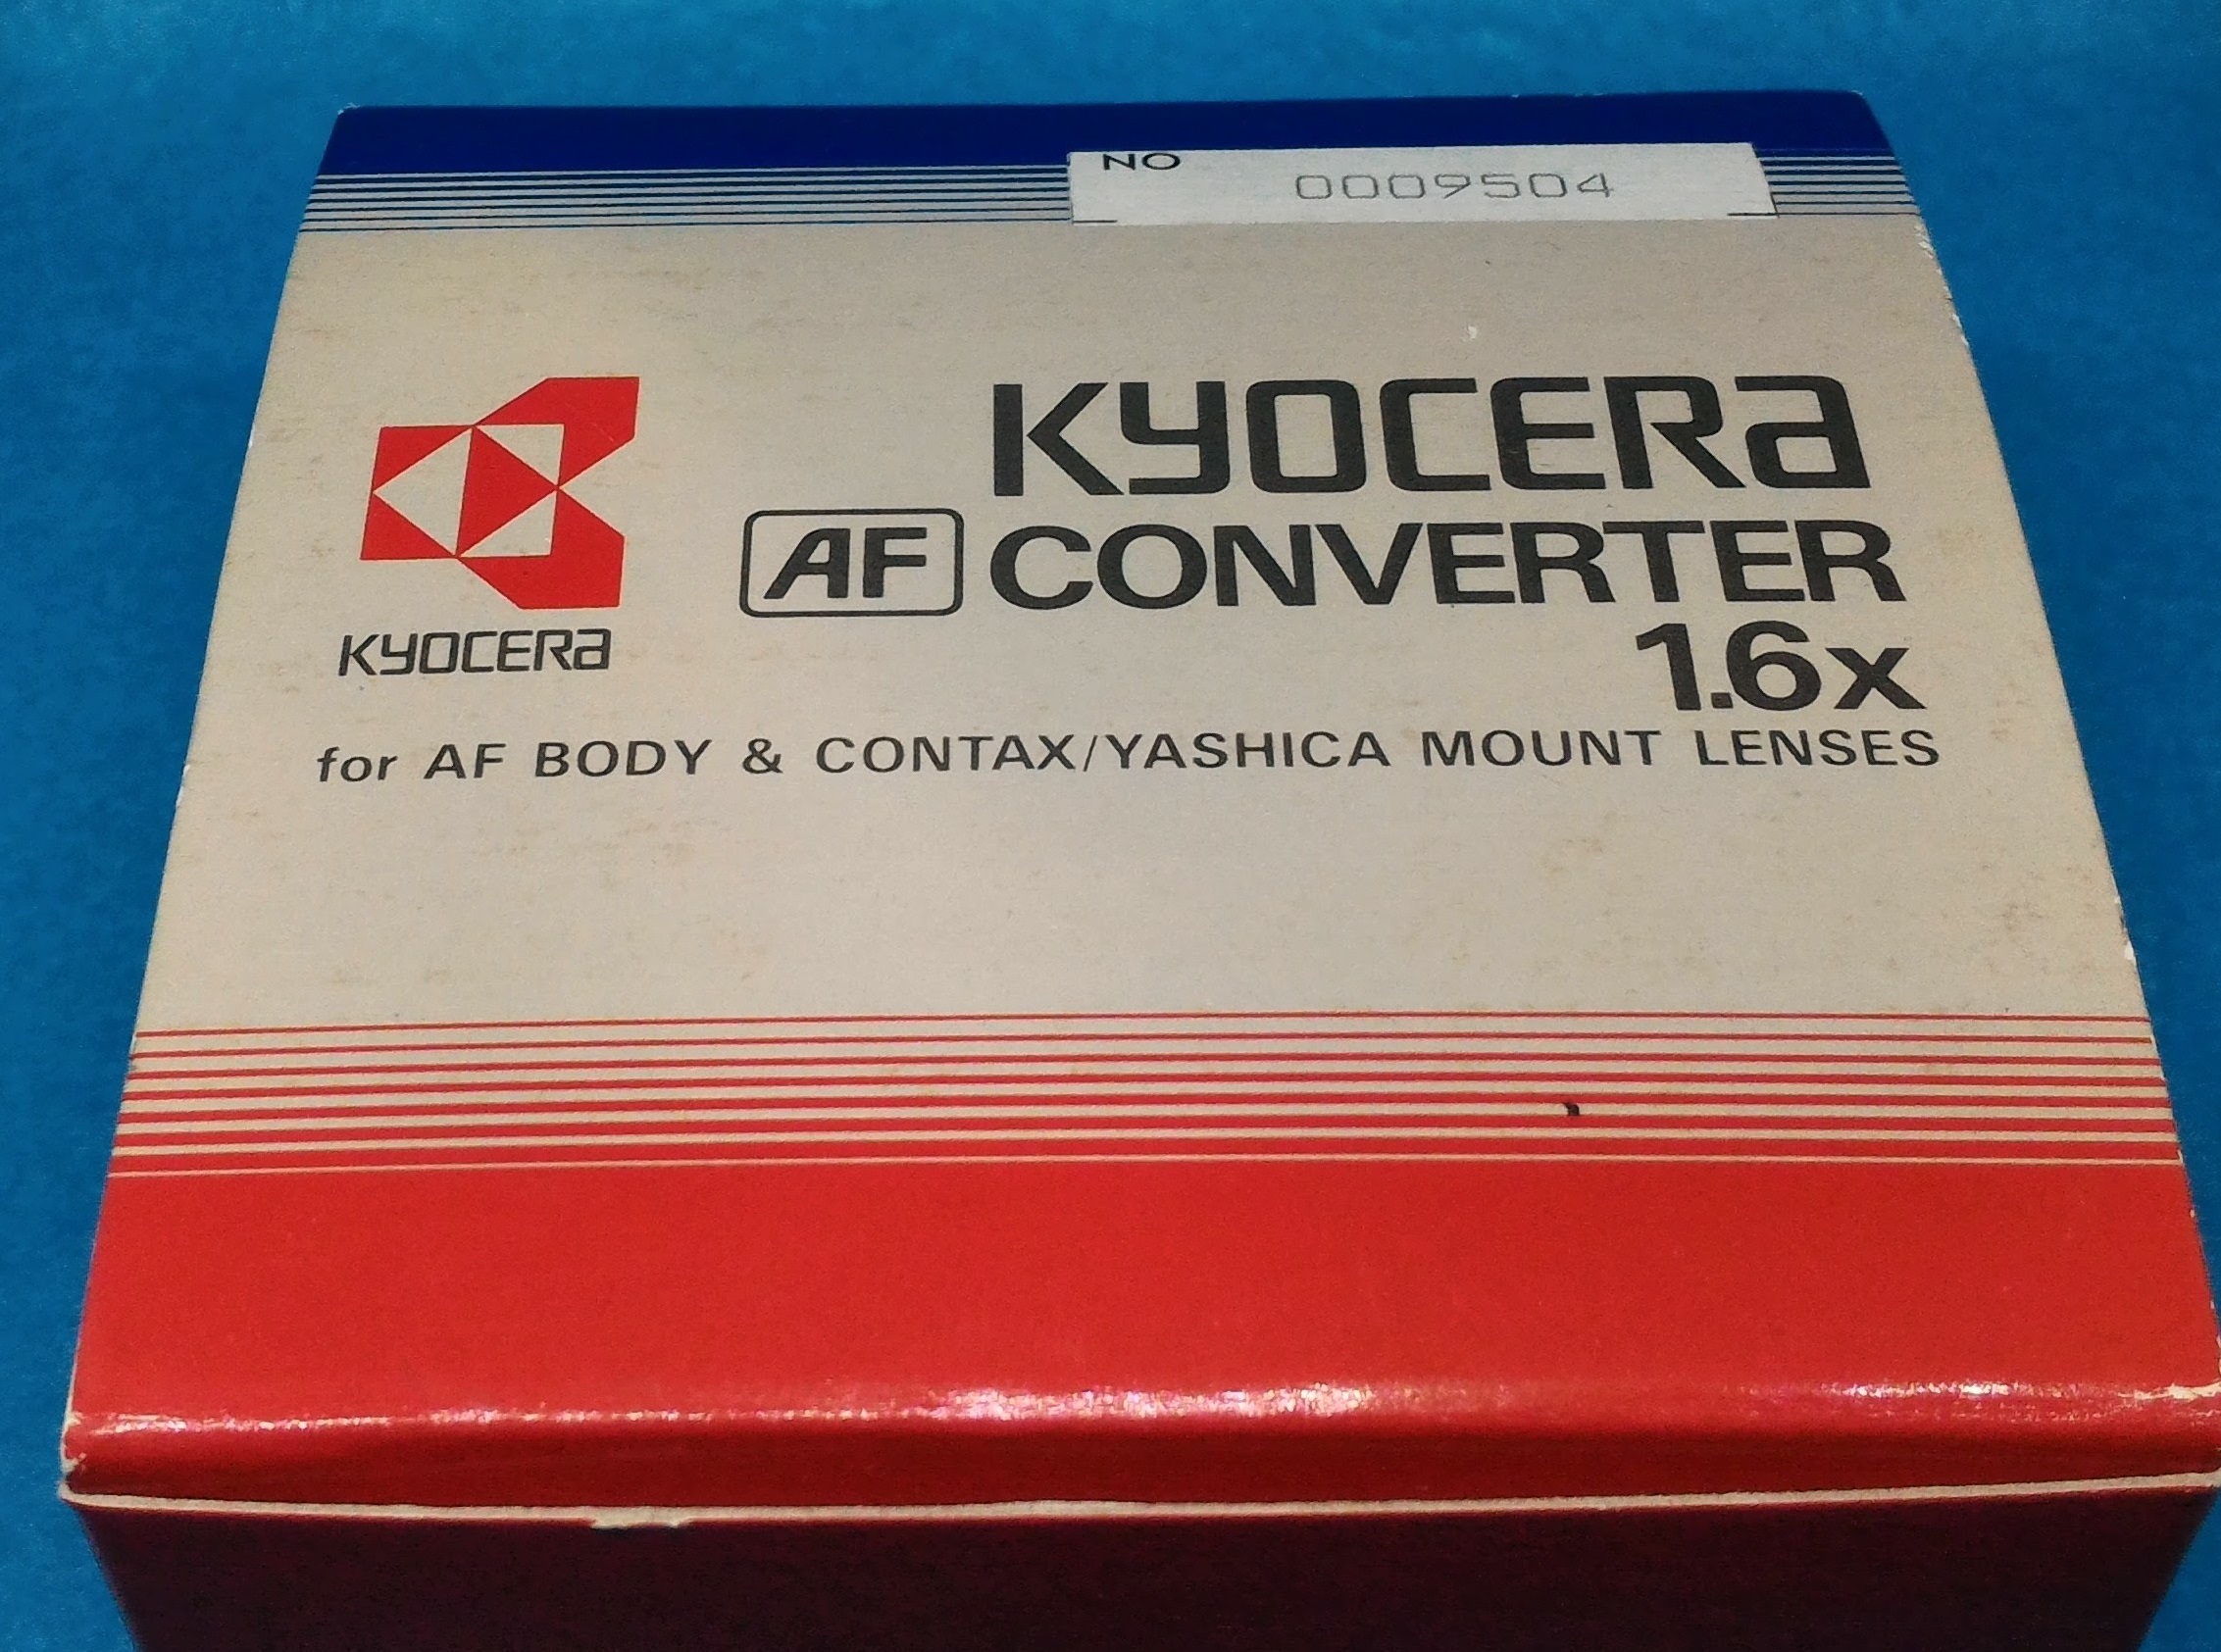 NO
0009504
KYOCERA
KYOCERA
AF CONVERTER
1.6x
for AF BODY & CONTAX/YASHICA MOUNT LENSES